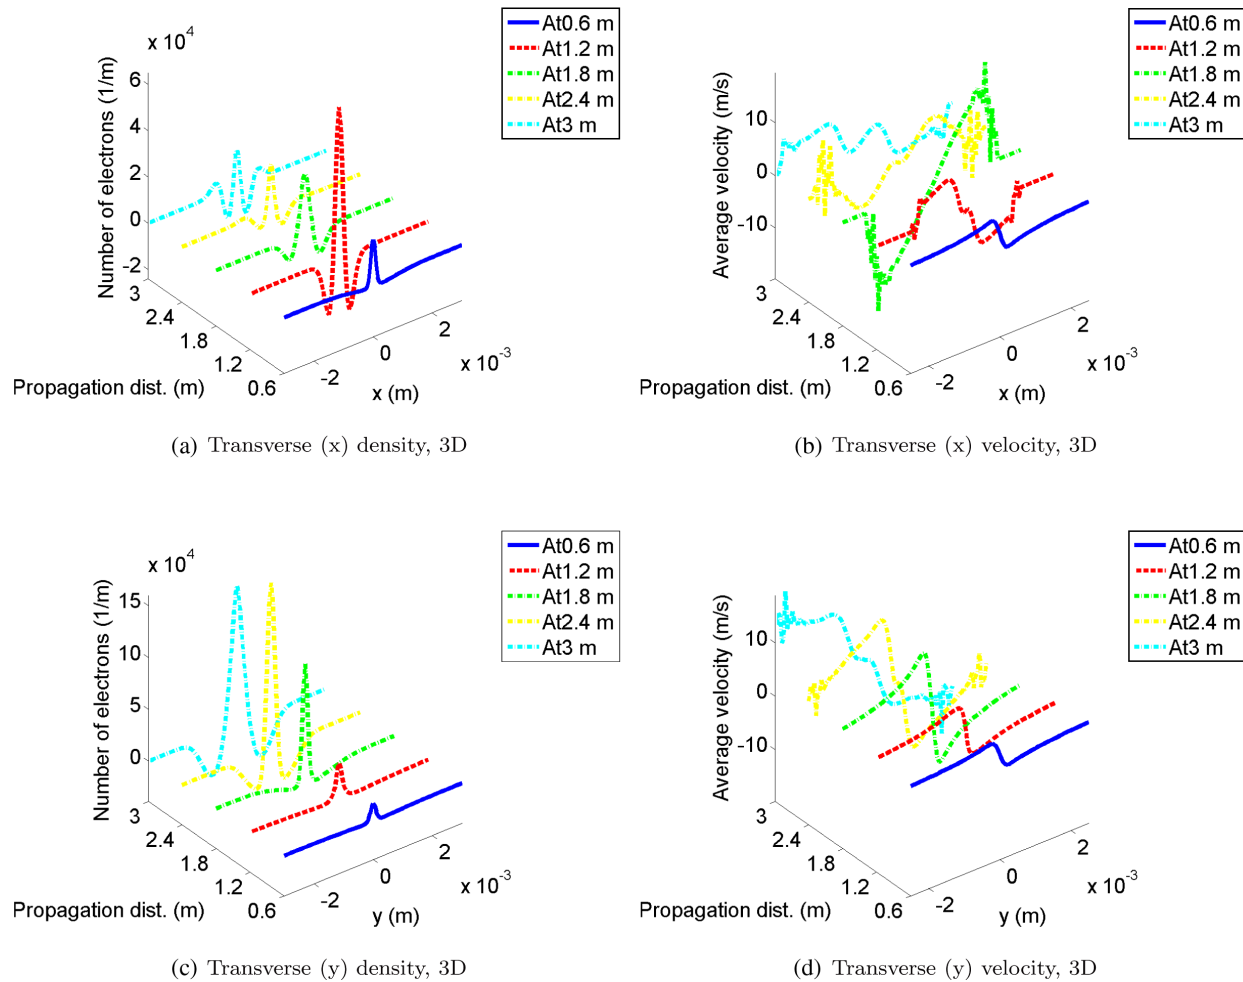 At0.6 m
At1.2 m
At1.8 m
At2.4 m
At3 m
x 10⁴
Number of electrons (1/m)
6
4
2
0
-2
3
2.4
1.8
1.2
0.6
Propagation dist. (m)
-2
0
2
x 10⁻³
x (m)
(a) Transverse (x) density, 3D
At0.6 m
At1.2 m
At1.8 m
At2.4 m
At3 m
Average velocity (m/s)
10
0
-10
3
2.4
1.8
1.2
0.6
Propagation dist. (m)
-2
0
2
x 10⁻³
x (m)
(b) Transverse (x) velocity, 3D
At0.6 m
At1.2 m
At1.8 m
At2.4 m
At3 m
x 10⁴
Number of electrons (1/m)
15
10
5
0
3
2.4
1.8
1.2
0.6
Propagation dist. (m)
-2
0
2
x 10⁻³
y (m)
(c) Transverse (y) density, 3D
At0.6 m
At1.2 m
At1.8 m
At2.4 m
At3 m
Average velocity (m/s)
10
0
-10
3
2.4
1.8
1.2
0.6
Propagation dist. (m)
-2
0
2
x 10⁻³
y (m)
(d) Transverse (y) velocity, 3D